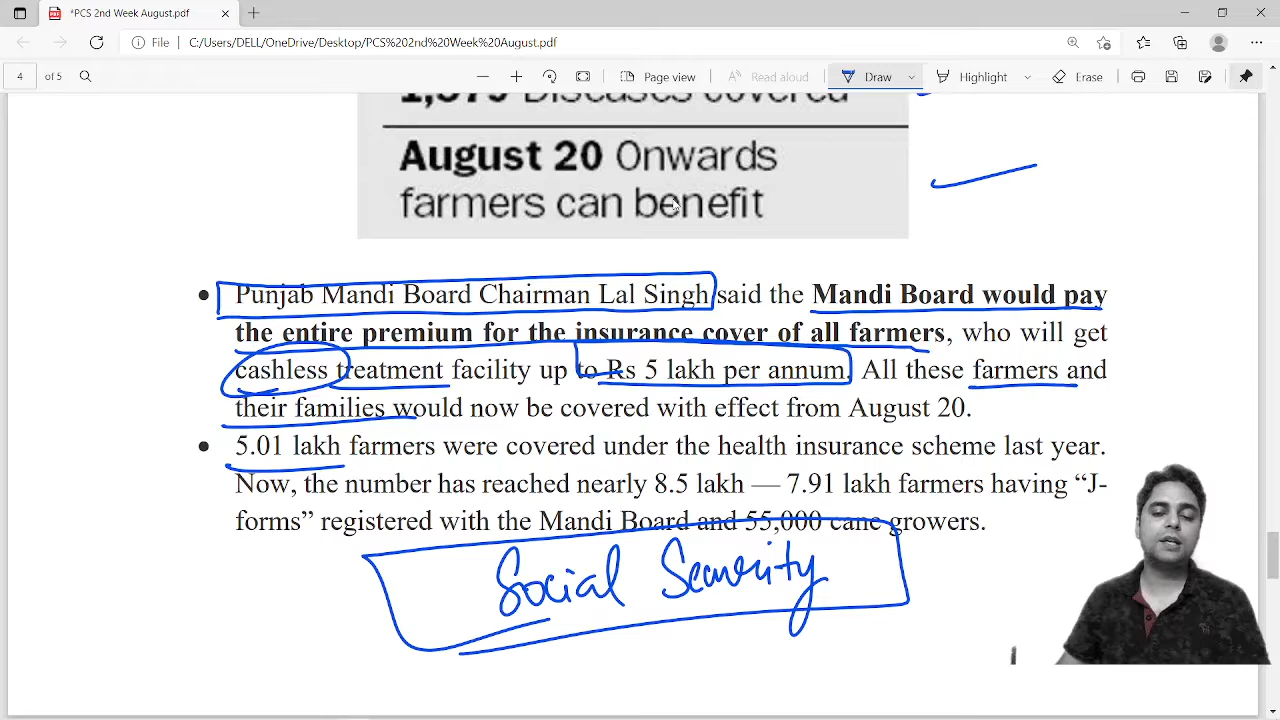 *PCS 2nd Week August.pdf
File C:/Users/DELL/OneDrive/Desktop/PCS%202nd%20Week%20August.pdf
4 of 5 Page view Read aloud Draw Highlight Erase
1,579 Diseases covered
August 20 Onwards
farmers can benefit
• Punjab Mandi Board Chairman Lal Singh said the Mandi Board would pay
the entire premium for the insurance cover of all farmers, who will get
cashless treatment facility up to Rs 5 lakh per annum. All these farmers and
their families would now be covered with effect from August 20.
• 5.01 lakh farmers were covered under the health insurance scheme last year.
Now, the number has reached nearly 8.5 lakh — 7.91 lakh farmers having “J-
forms” registered with the Mandi Board and 55,000 cane growers.
Social Security